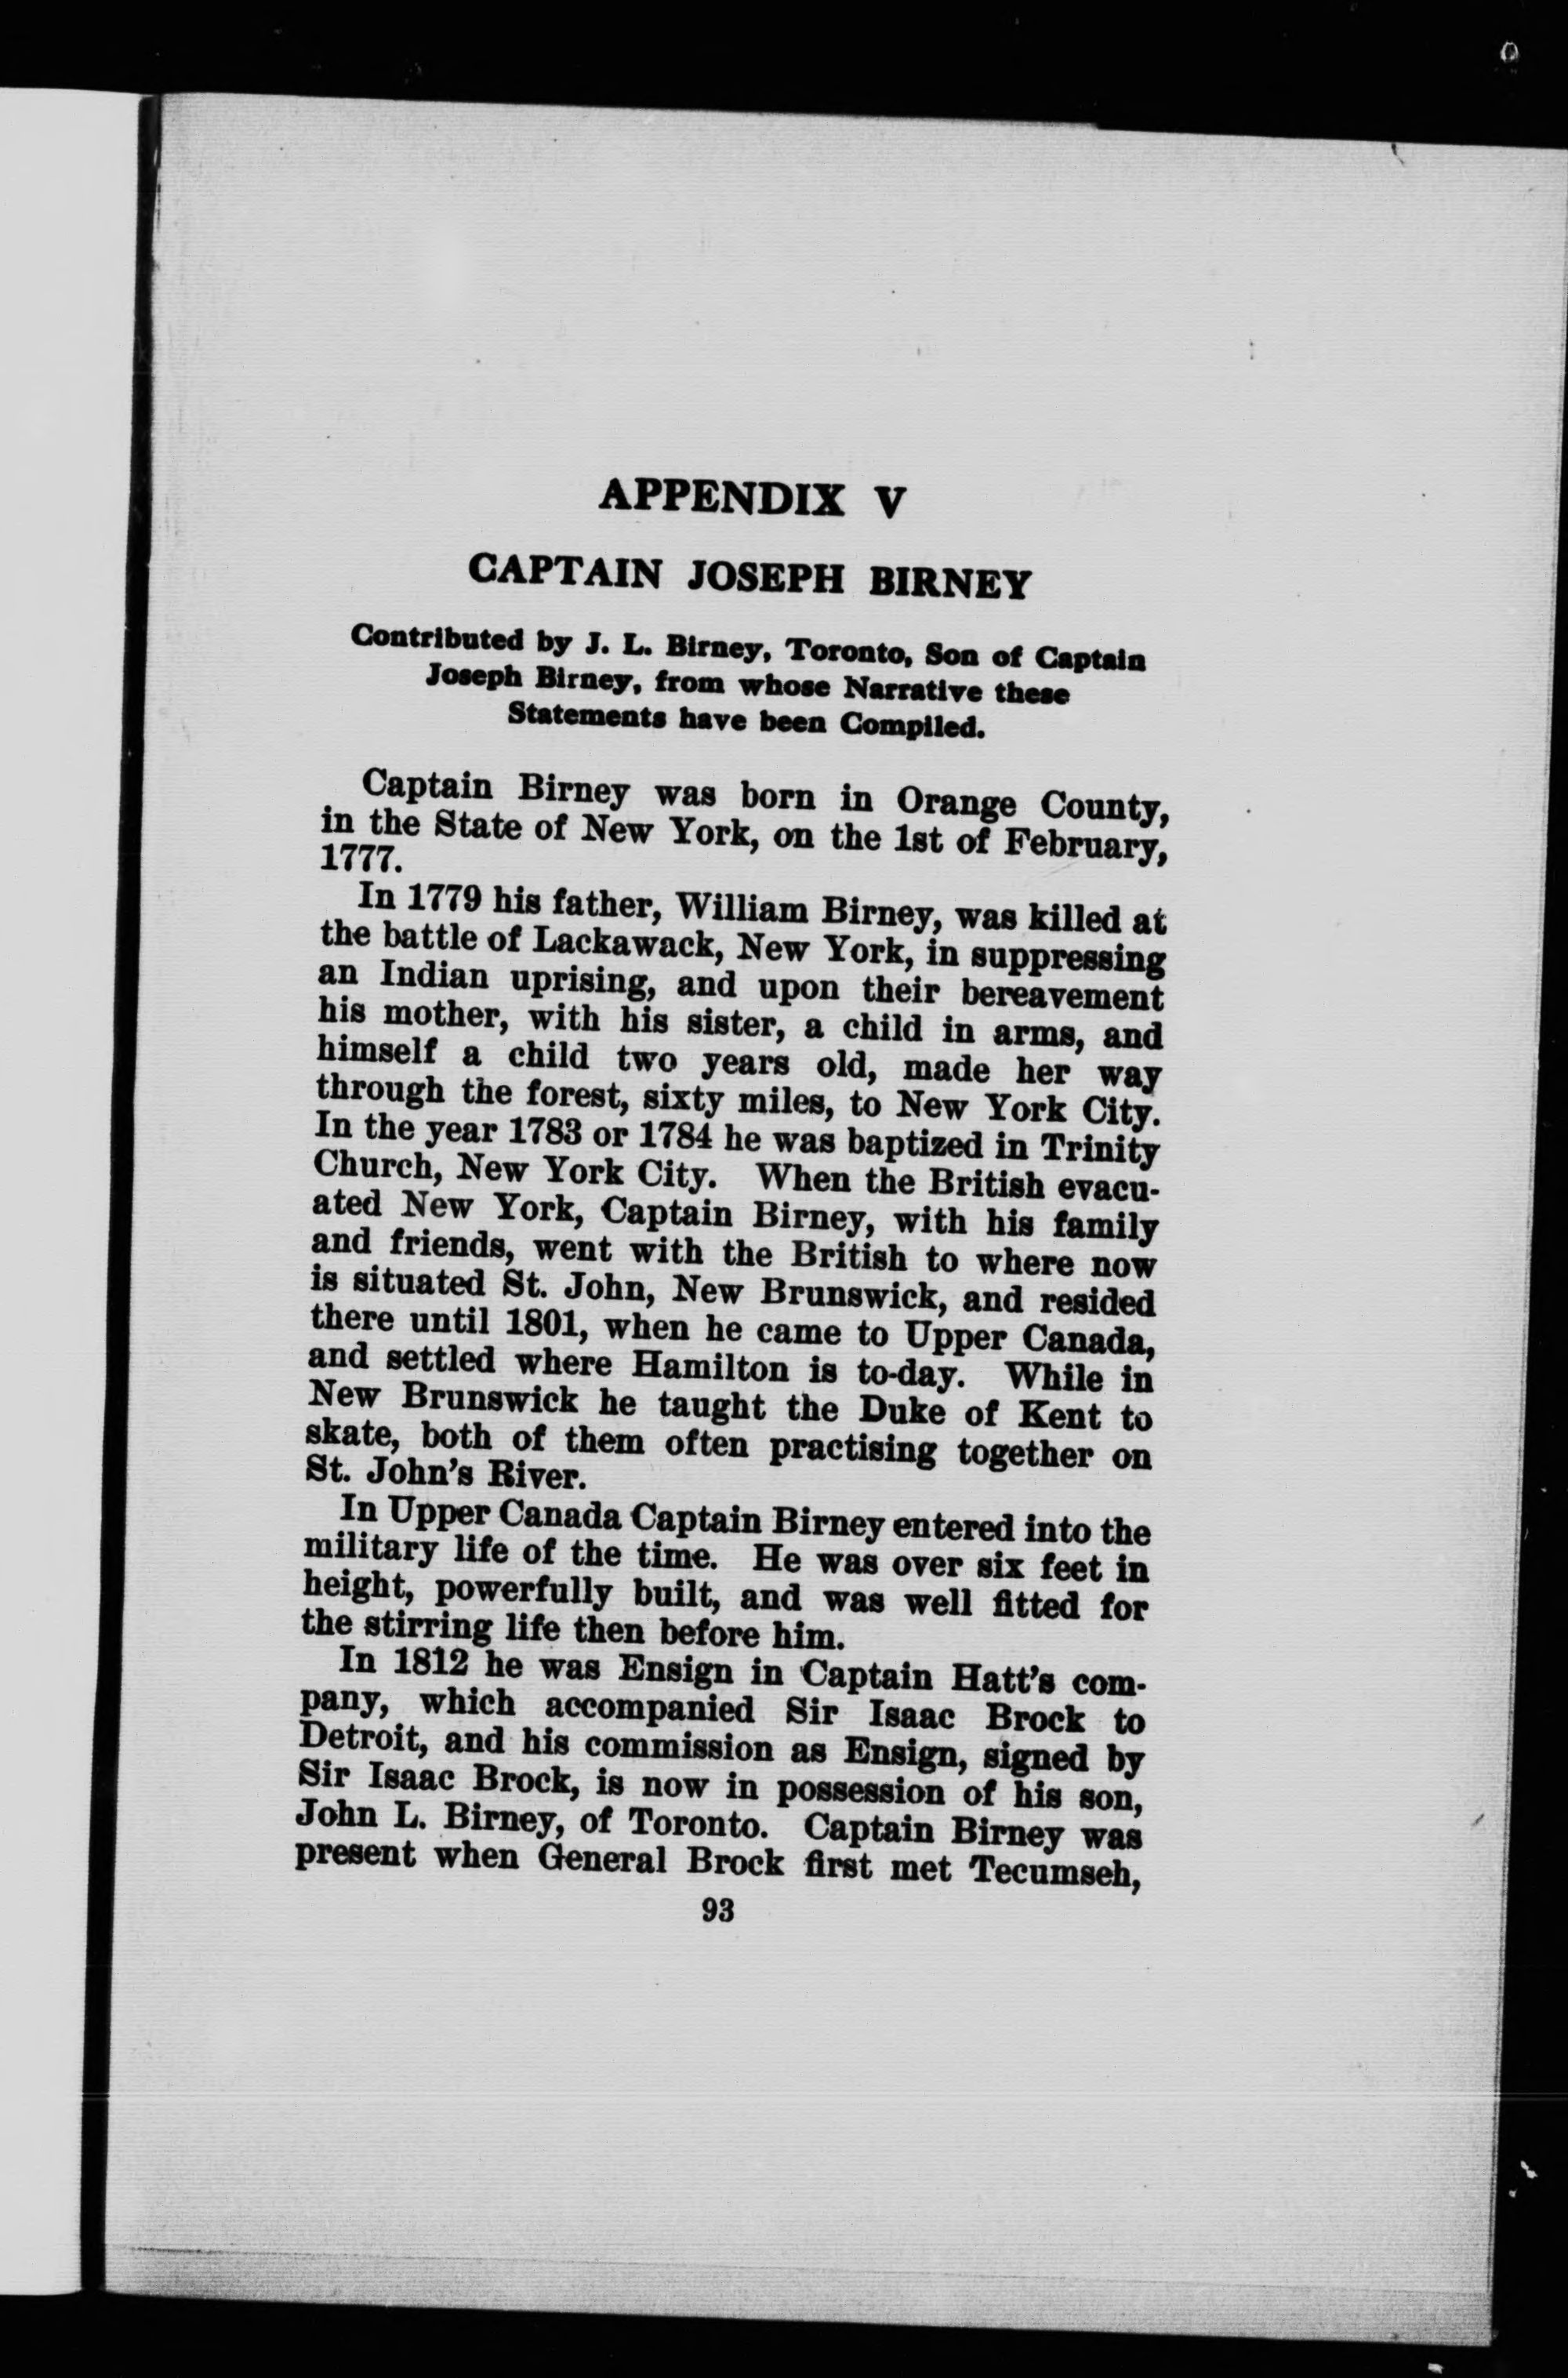 APPENDIX V
CAPTAIN JOSEPH BIRNEY
Contributed by J. L. Birney, Toronto, Son of Captain
Joseph Birney, from whose Narrative these
Statements have been Compiled.
Captain Birney was born in Orange County,
in the State of New York, on the 1st of February,
1777.
In 1779 his father, William Birney, was killed at
the battle of Lackawack, New York, in suppressing
an Indian uprising, and upon their bereavement
his mother, with his sister, a child in arms, and
himself a child two years old, made her way
through the forest, sixty miles, to New York City.
In the year 1783 or 1784 he was baptized in Trinity
Church, New York City. When the British evacu-
ated New York, Captain Birney, with his family
and friends, went with the British to where now
is situated St. John, New Brunswick, and resided
there until 1801, when he came to Upper Canada,
and settled where Hamilton is to-day. While in
New Brunswick he taught the Duke of Kent to
skate, both of them often practising together on
St. John's River.
In Upper Canada Captain Birney entered into the
military life of the time. He was over six feet in
height, powerfully built, and was well fitted for
the stirring life then before him.
In 1812 he was Ensign in Captain Hatt's com-
pany, which accompanied Sir Isaac Brock to
Detroit, and his commission as Ensign, signed by
Sir Isaac Brock, is now in possession of his son,
John L. Birney, of Toronto. Captain Birney was
present when General Brock first met Tecumseh,
93